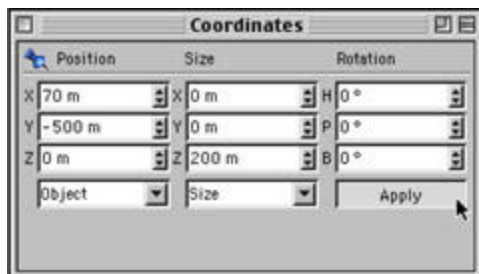 Coordinates
Position Size Rotation
X 70 m X 0 m H 0 °
Y -500 m Y 0 m P 0 °
Z 0 m Z 200 m B 0 °
Object Size Apply